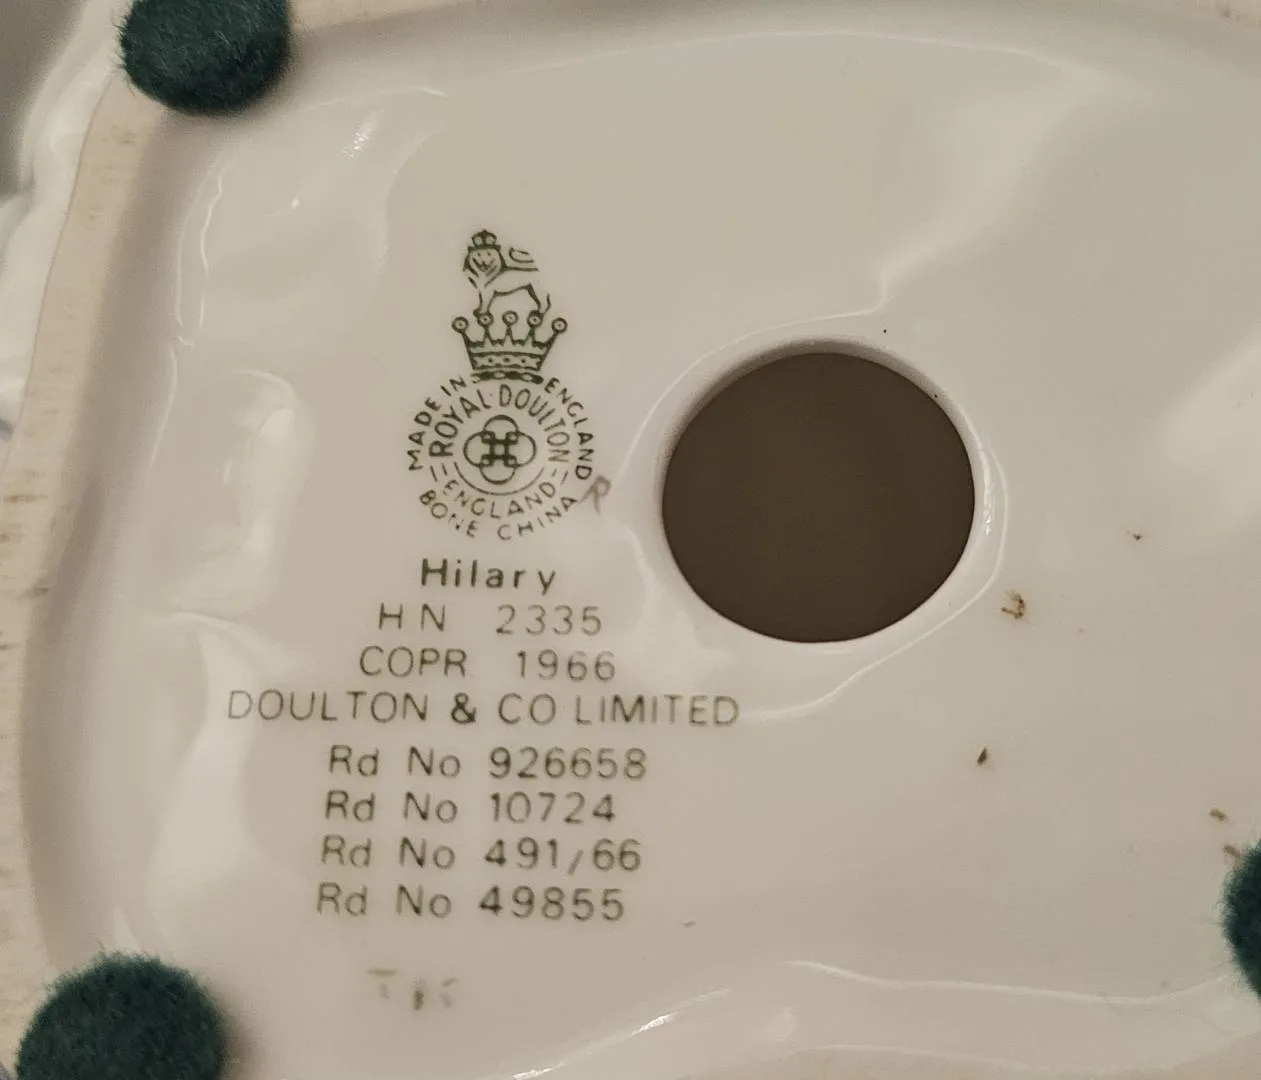 MADE IN ENGLAND
ROYAL DOULTON
ENGLAND
BONE CHINA
R
Hilary
HN 2335
COPR 1966
DOULTON & CO LIMITED
Rd No 926658
Rd No 10724
Rd No 491/66
Rd No 49855